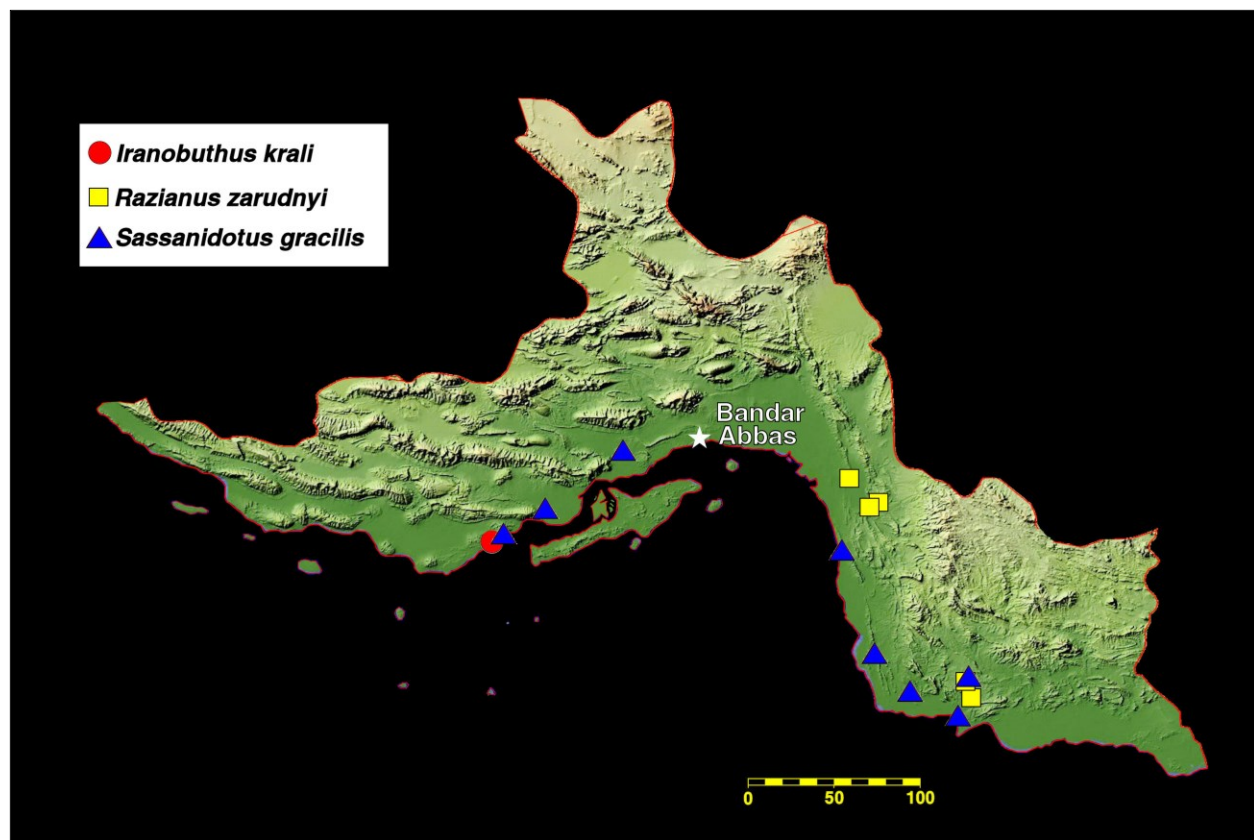 Iranobuthus krali
Razianus zarudnyi
Sassanidotus gracilis
Bandar
Abbas
0 50 100